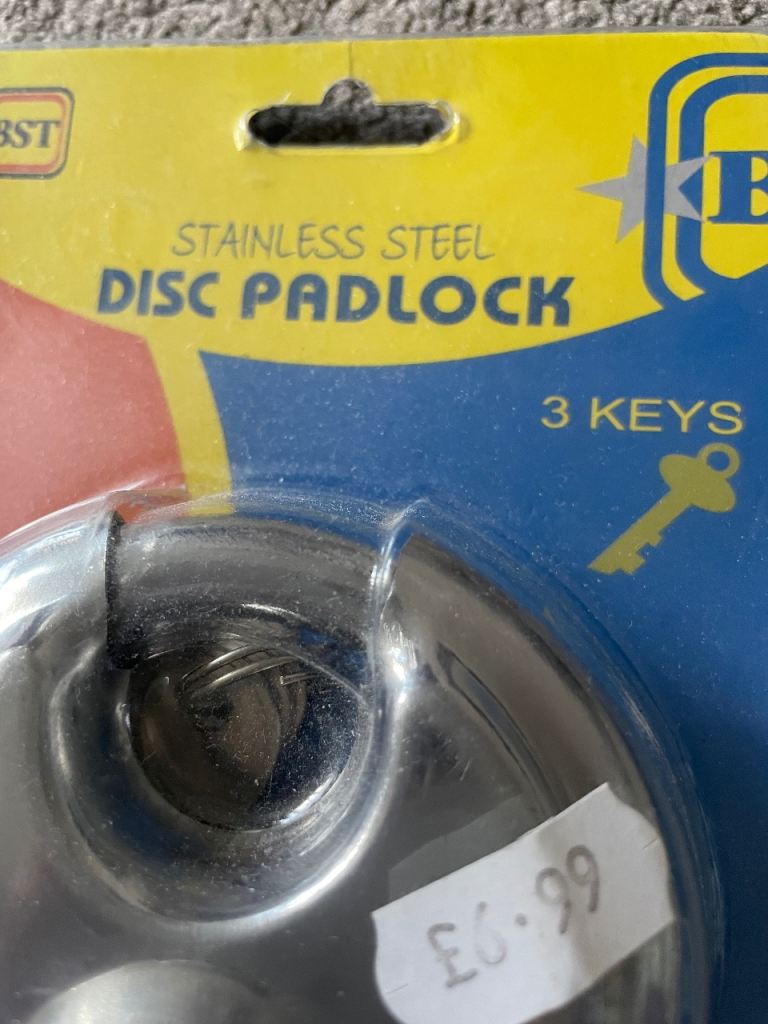 BST
STAINLESS STEEL
DISC PADLOCK
B
3 KEYS
£6.99